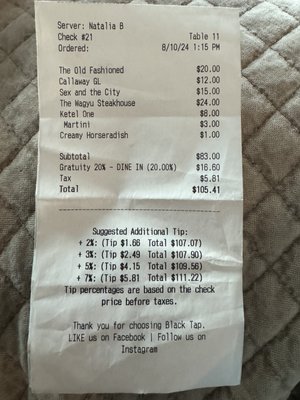 Server: Natalia B
Check #21 Table 11
Ordered: 8/10/24 1:15 PM
The Old Fashioned $20.00
Callaway GL $12.00
Sex and the City $15.00
The Wagyu Steakhouse $24.00
Ketel One $8.00
Martini $3.00
Creamy Horseradish $1.00
Subtotal $83.00
Gratuity 20% - DINE IN (20.00%) $16.60
Tax $5.81
Total $105.41
Suggested Additional Tip:
+ 2%: (Tip $1.66 Total $107.07)
+ 3%: (Tip $2.49 Total $107.90)
+ 5%: (Tip $4.15 Total $109.56)
+ 7%: (Tip $5.81 Total $111.22)
Tip percentages are based on the check
price before taxes.
Thank you for choosing Black Tap.
LIKE us on Facebook | Follow us on
Instagram